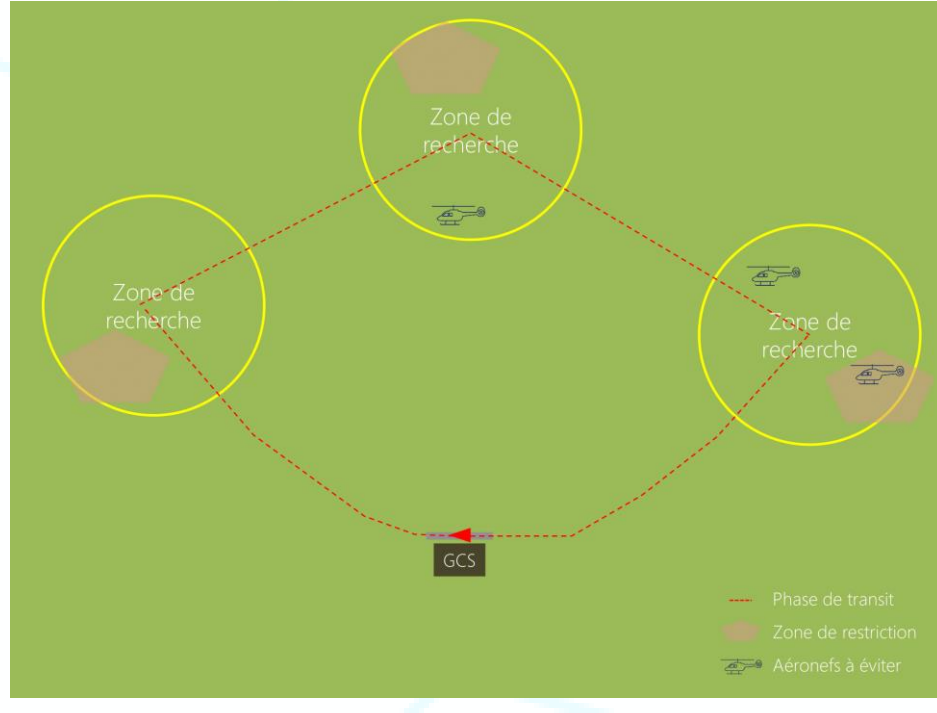 Zone de
recherche
Zone de
recherche
Zone de
recherche
GCS
Phase de transit
Zone de restriction
Aéronefs à éviter